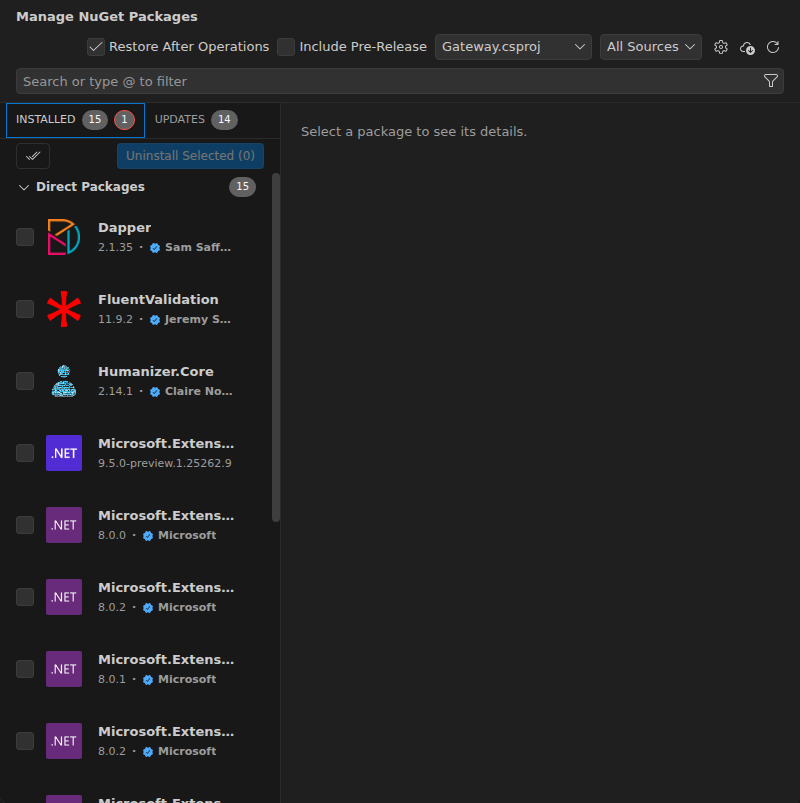 Manage NuGet Packages
Restore After Operations Include Pre-Release Gateway.csproj All Sources
Search or type @ to filter
INSTALLED 15 1 UPDATES 14
Select a package to see its details.
Uninstall Selected (0)
Direct Packages 15
Dapper
2.1.35 · Sam Saff...
FluentValidation
11.9.2 · Jeremy S...
Humanizer.Core
2.14.1 · Claire No...
.NET Microsoft.Extens...
9.5.0-preview.1.25262.9
.NET Microsoft.Extens...
8.0.0 · Microsoft
.NET Microsoft.Extens...
8.0.2 · Microsoft
.NET Microsoft.Extens...
8.0.1 · Microsoft
.NET Microsoft.Extens...
8.0.2 · Microsoft
Microsoft.Extens...